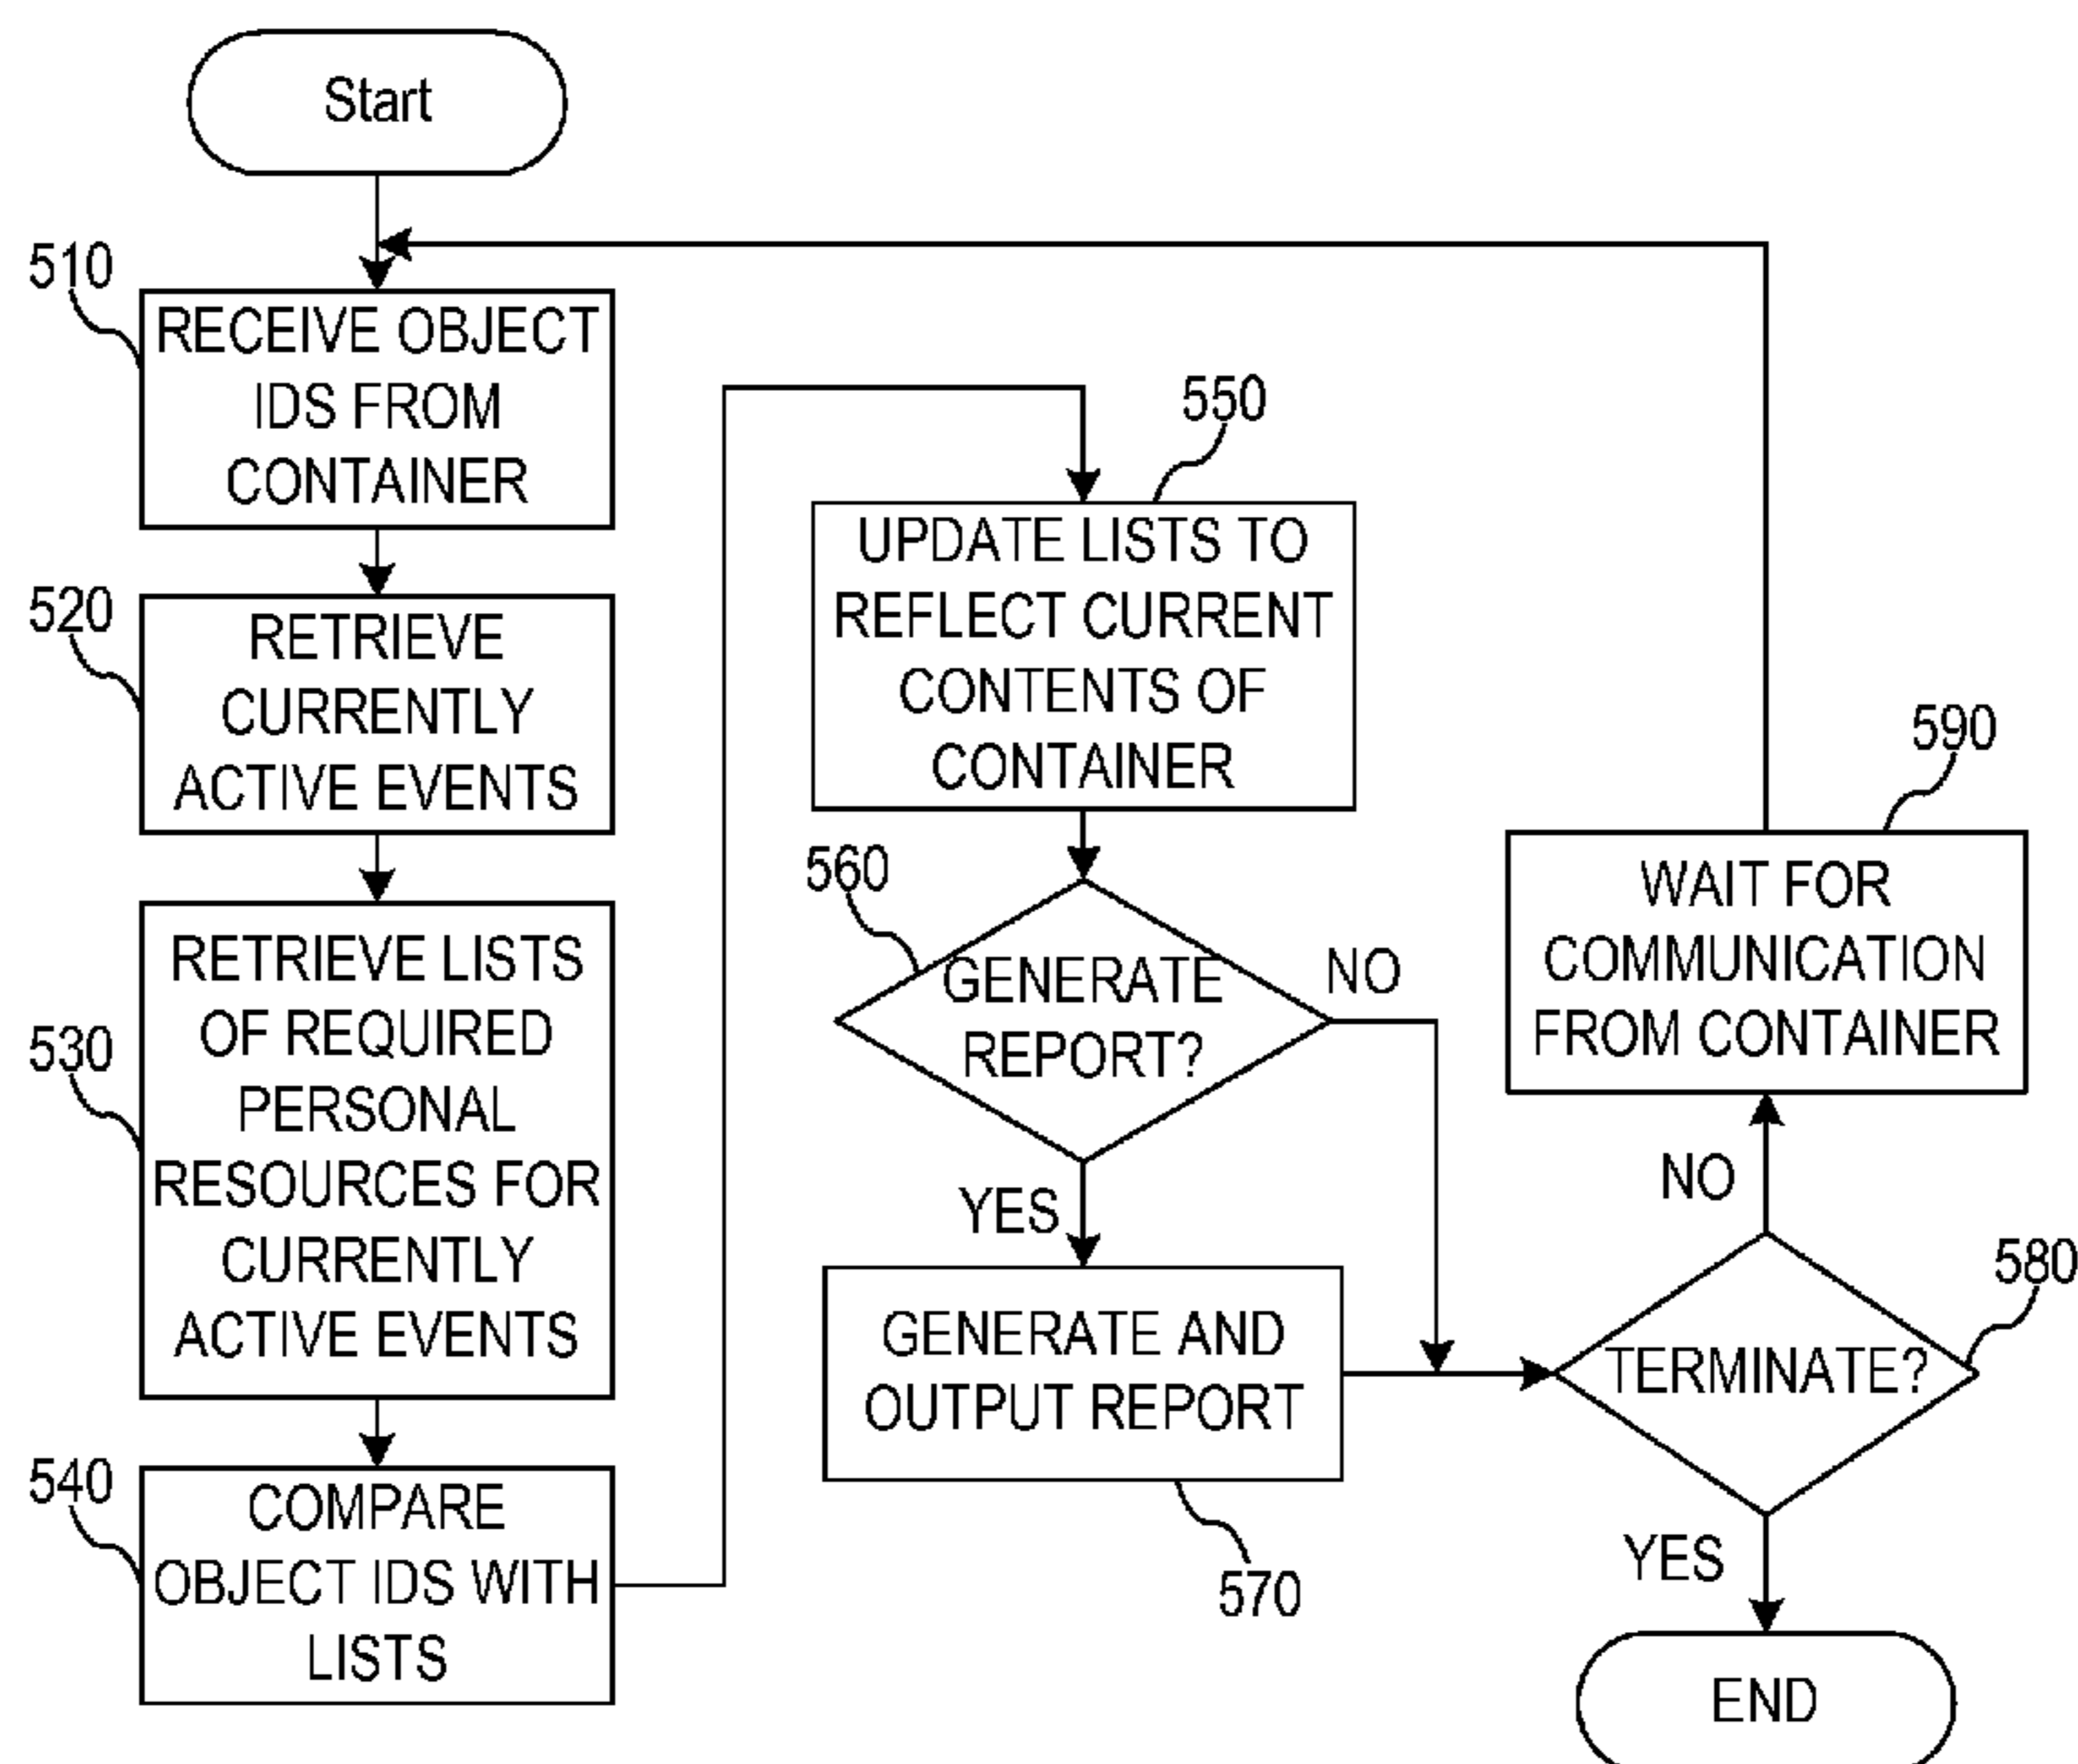 Start
510
RECEIVE OBJECT
IDS FROM
CONTAINER
520
RETRIEVE
CURRENTLY
ACTIVE EVENTS
530
RETRIEVE LISTS
OF REQUIRED
PERSONAL
RESOURCES FOR
CURRENTLY
ACTIVE EVENTS
540
COMPARE
OBJECT IDS WITH
LISTS
550
UPDATE LISTS TO
REFLECT CURRENT
CONTENTS OF
CONTAINER
560
GENERATE
REPORT?
NO
YES
GENERATE AND
OUTPUT REPORT
570
580
TERMINATE?
NO
YES
590
WAIT FOR
COMMUNICATION
FROM CONTAINER
END